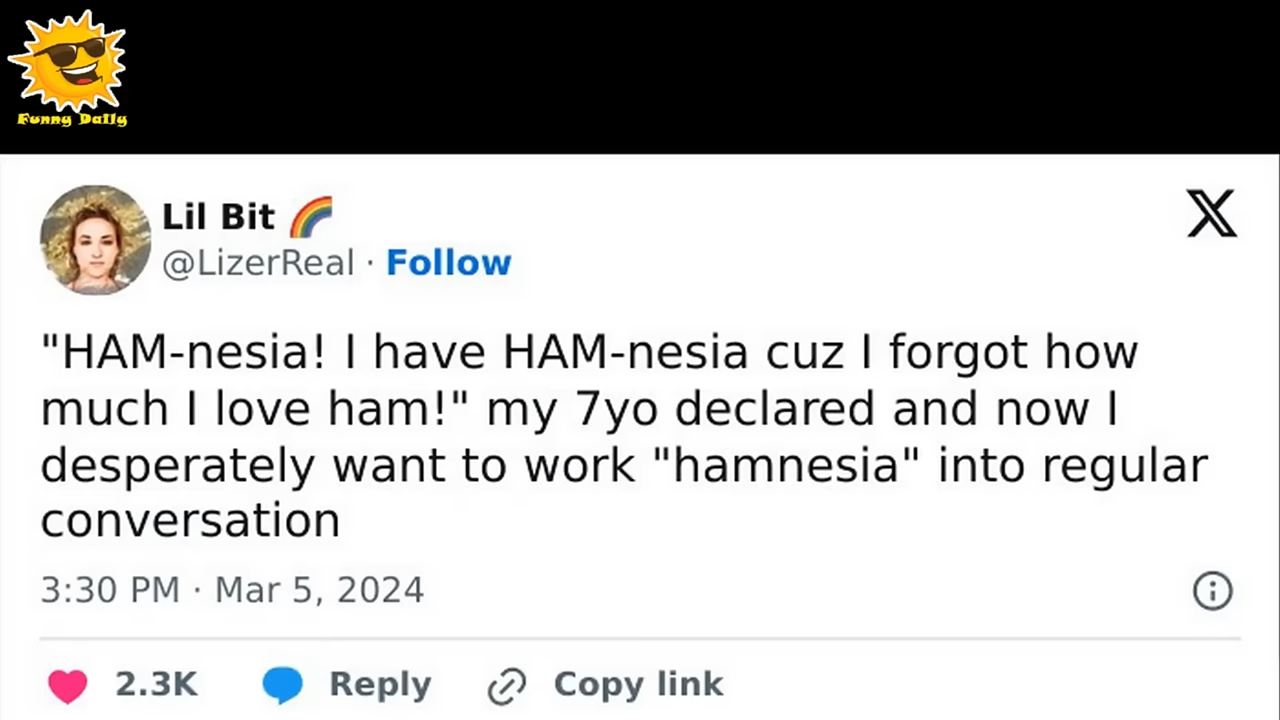 Funny Daily
Lil Bit 🌈
@LizerReal · Follow
"HAM-nesia! I have HAM-nesia cuz I forgot how
much I love ham!" my 7yo declared and now I
desperately want to work "hamnesia" into regular
conversation
3:30 PM · Mar 5, 2024
2.3K Reply Copy link